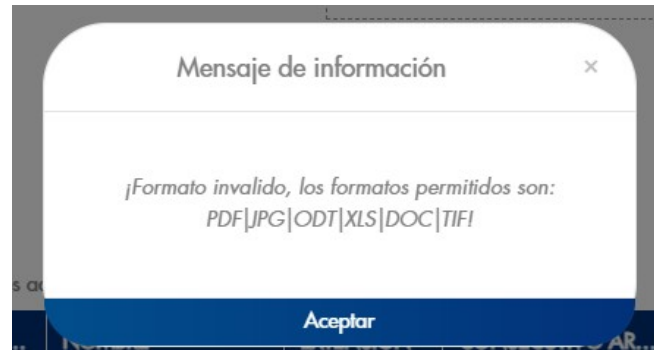 Mensaje de información
×
¡Formato invalido, los formatos permitidos son:
PDF|JPG|ODT|XLS|DOC|TIF!
Aceptar